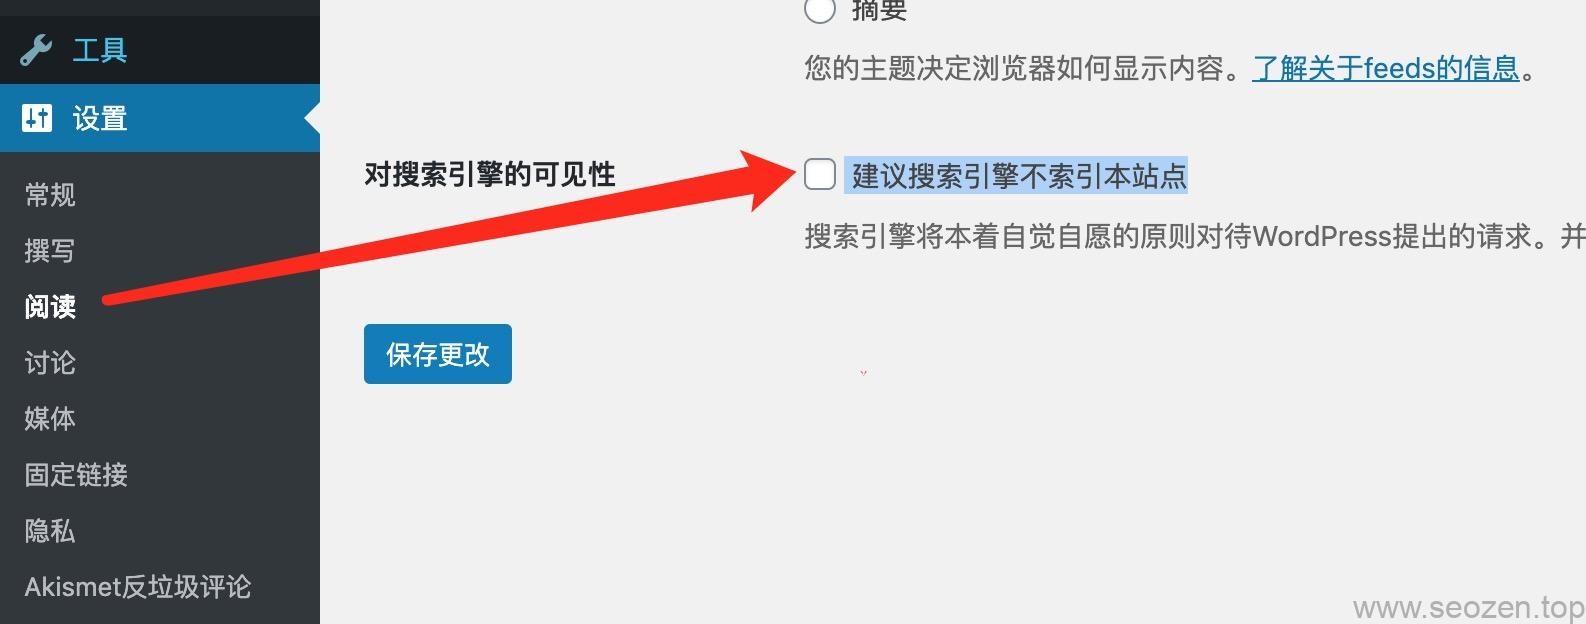 工具
设置
常规
撰写
阅读
讨论
媒体
固定链接
隐私
Akismet反垃圾评论
摘要
您的主题决定浏览器如何显示内容。了解关于feeds的信息。
对搜索引擎的可见性
建议搜索引擎不索引本站点
搜索引擎将本着自觉自愿的原则对待WordPress提出的请求。并
保存更改
www.seozen.top